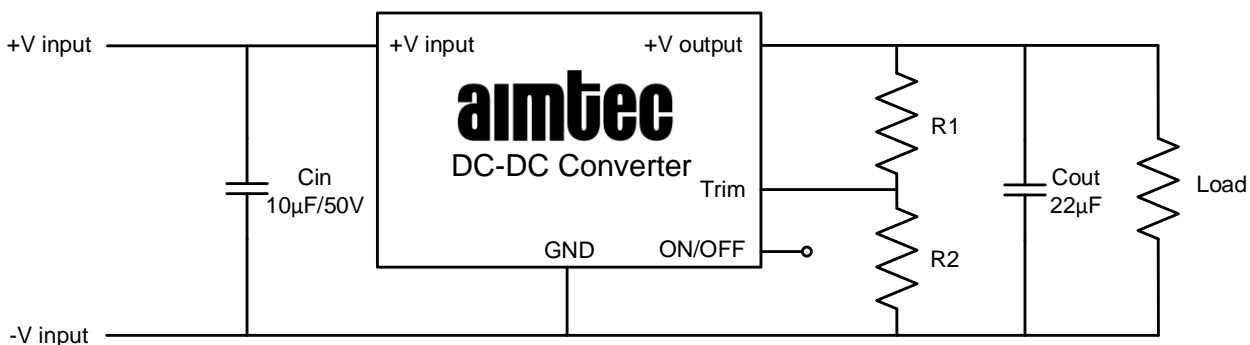 +V input
+V input
+V output
aimtec
DC-DC Converter
R1
Cin
10µF/50V
Trim
Cout
22µF
Load
GND
ON/OFF
R2
-V input